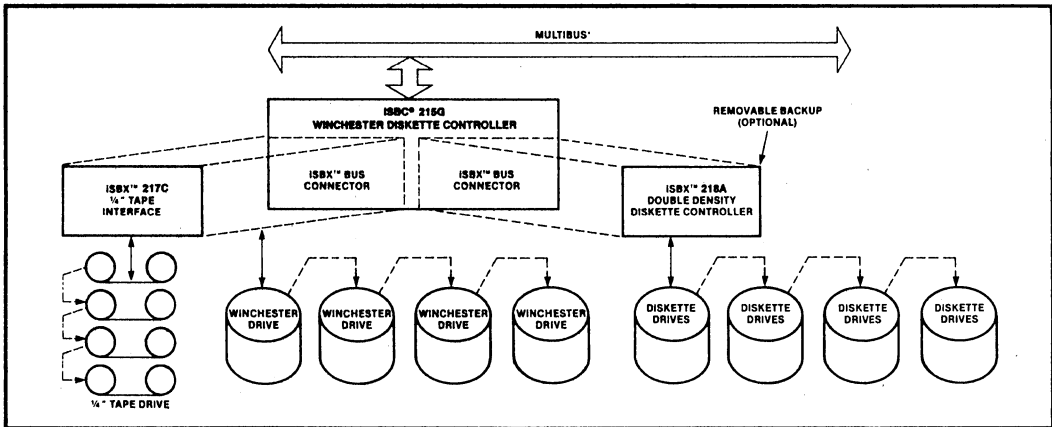 MULTIBUS*
iSBC® 215G
WINCHESTER DISKETTE CONTROLLER
REMOVABLE BACKUP
(OPTIONAL)
iSBX™ BUS
CONNECTOR
iSBX™ BUS
CONNECTOR
iSBX™ 217C
¼" TAPE
INTERFACE
iSBX™ 218A
DOUBLE DENSITY
DISKETTE CONTROLLER
WINCHESTER
DRIVE
WINCHESTER
DRIVE
WINCHESTER
DRIVE
WINCHESTER
DRIVE
DISKETTE
DRIVES
DISKETTE
DRIVES
DISKETTE
DRIVES
DISKETTE
DRIVES
¼" TAPE DRIVE